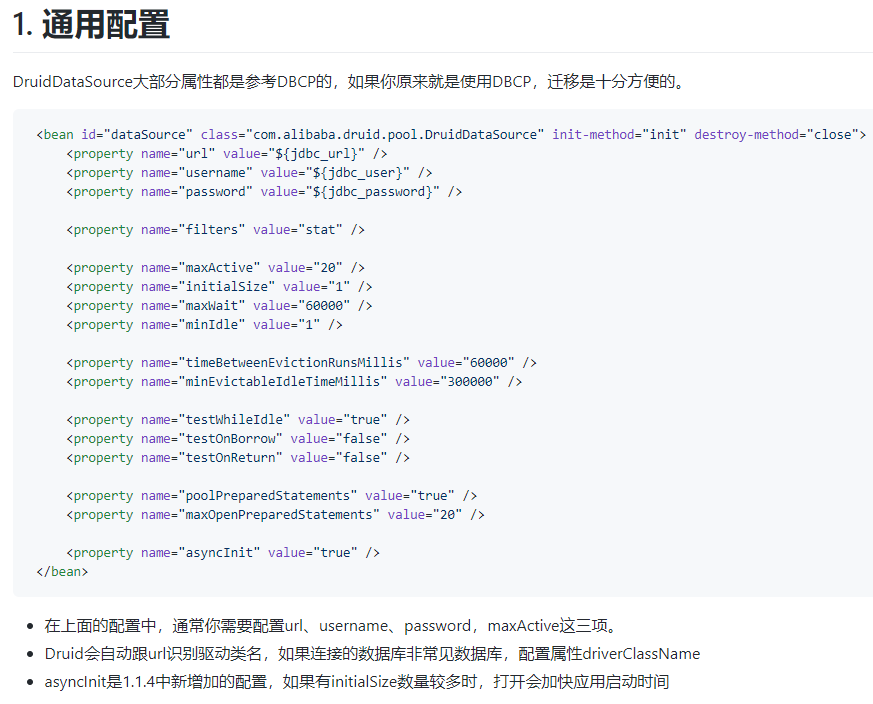 1. 通用配置
DruidDataSource大部分属性都是参考DBCP的，如果你原来就是使用DBCP，迁移是十分方便的。
<bean id="dataSource" class="com.alibaba.druid.pool.DruidDataSource" init-method="init" destroy-method="close">
    <property name="url" value="${jdbc_url}" />
    <property name="username" value="${jdbc_user}" />
    <property name="password" value="${jdbc_password}" />

    <property name="filters" value="stat" />

    <property name="maxActive" value="20" />
    <property name="initialSize" value="1" />
    <property name="maxWait" value="60000" />
    <property name="minIdle" value="1" />

    <property name="timeBetweenEvictionRunsMillis" value="60000" />
    <property name="minEvictableIdleTimeMillis" value="300000" />

    <property name="testWhileIdle" value="true" />
    <property name="testOnBorrow" value="false" />
    <property name="testOnReturn" value="false" />

    <property name="poolPreparedStatements" value="true" />
    <property name="maxOpenPreparedStatements" value="20" />

    <property name="asyncInit" value="true" />
</bean>
• 在上面的配置中，通常你需要配置url、username、password，maxActive这三项。
• Druid会自动跟url识别驱动类名，如果连接的数据库非常见数据库，配置属性driverClassName
• asyncInit是1.1.4中新增加的配置，如果有initialSize数量较多时，打开会加快应用启动时间